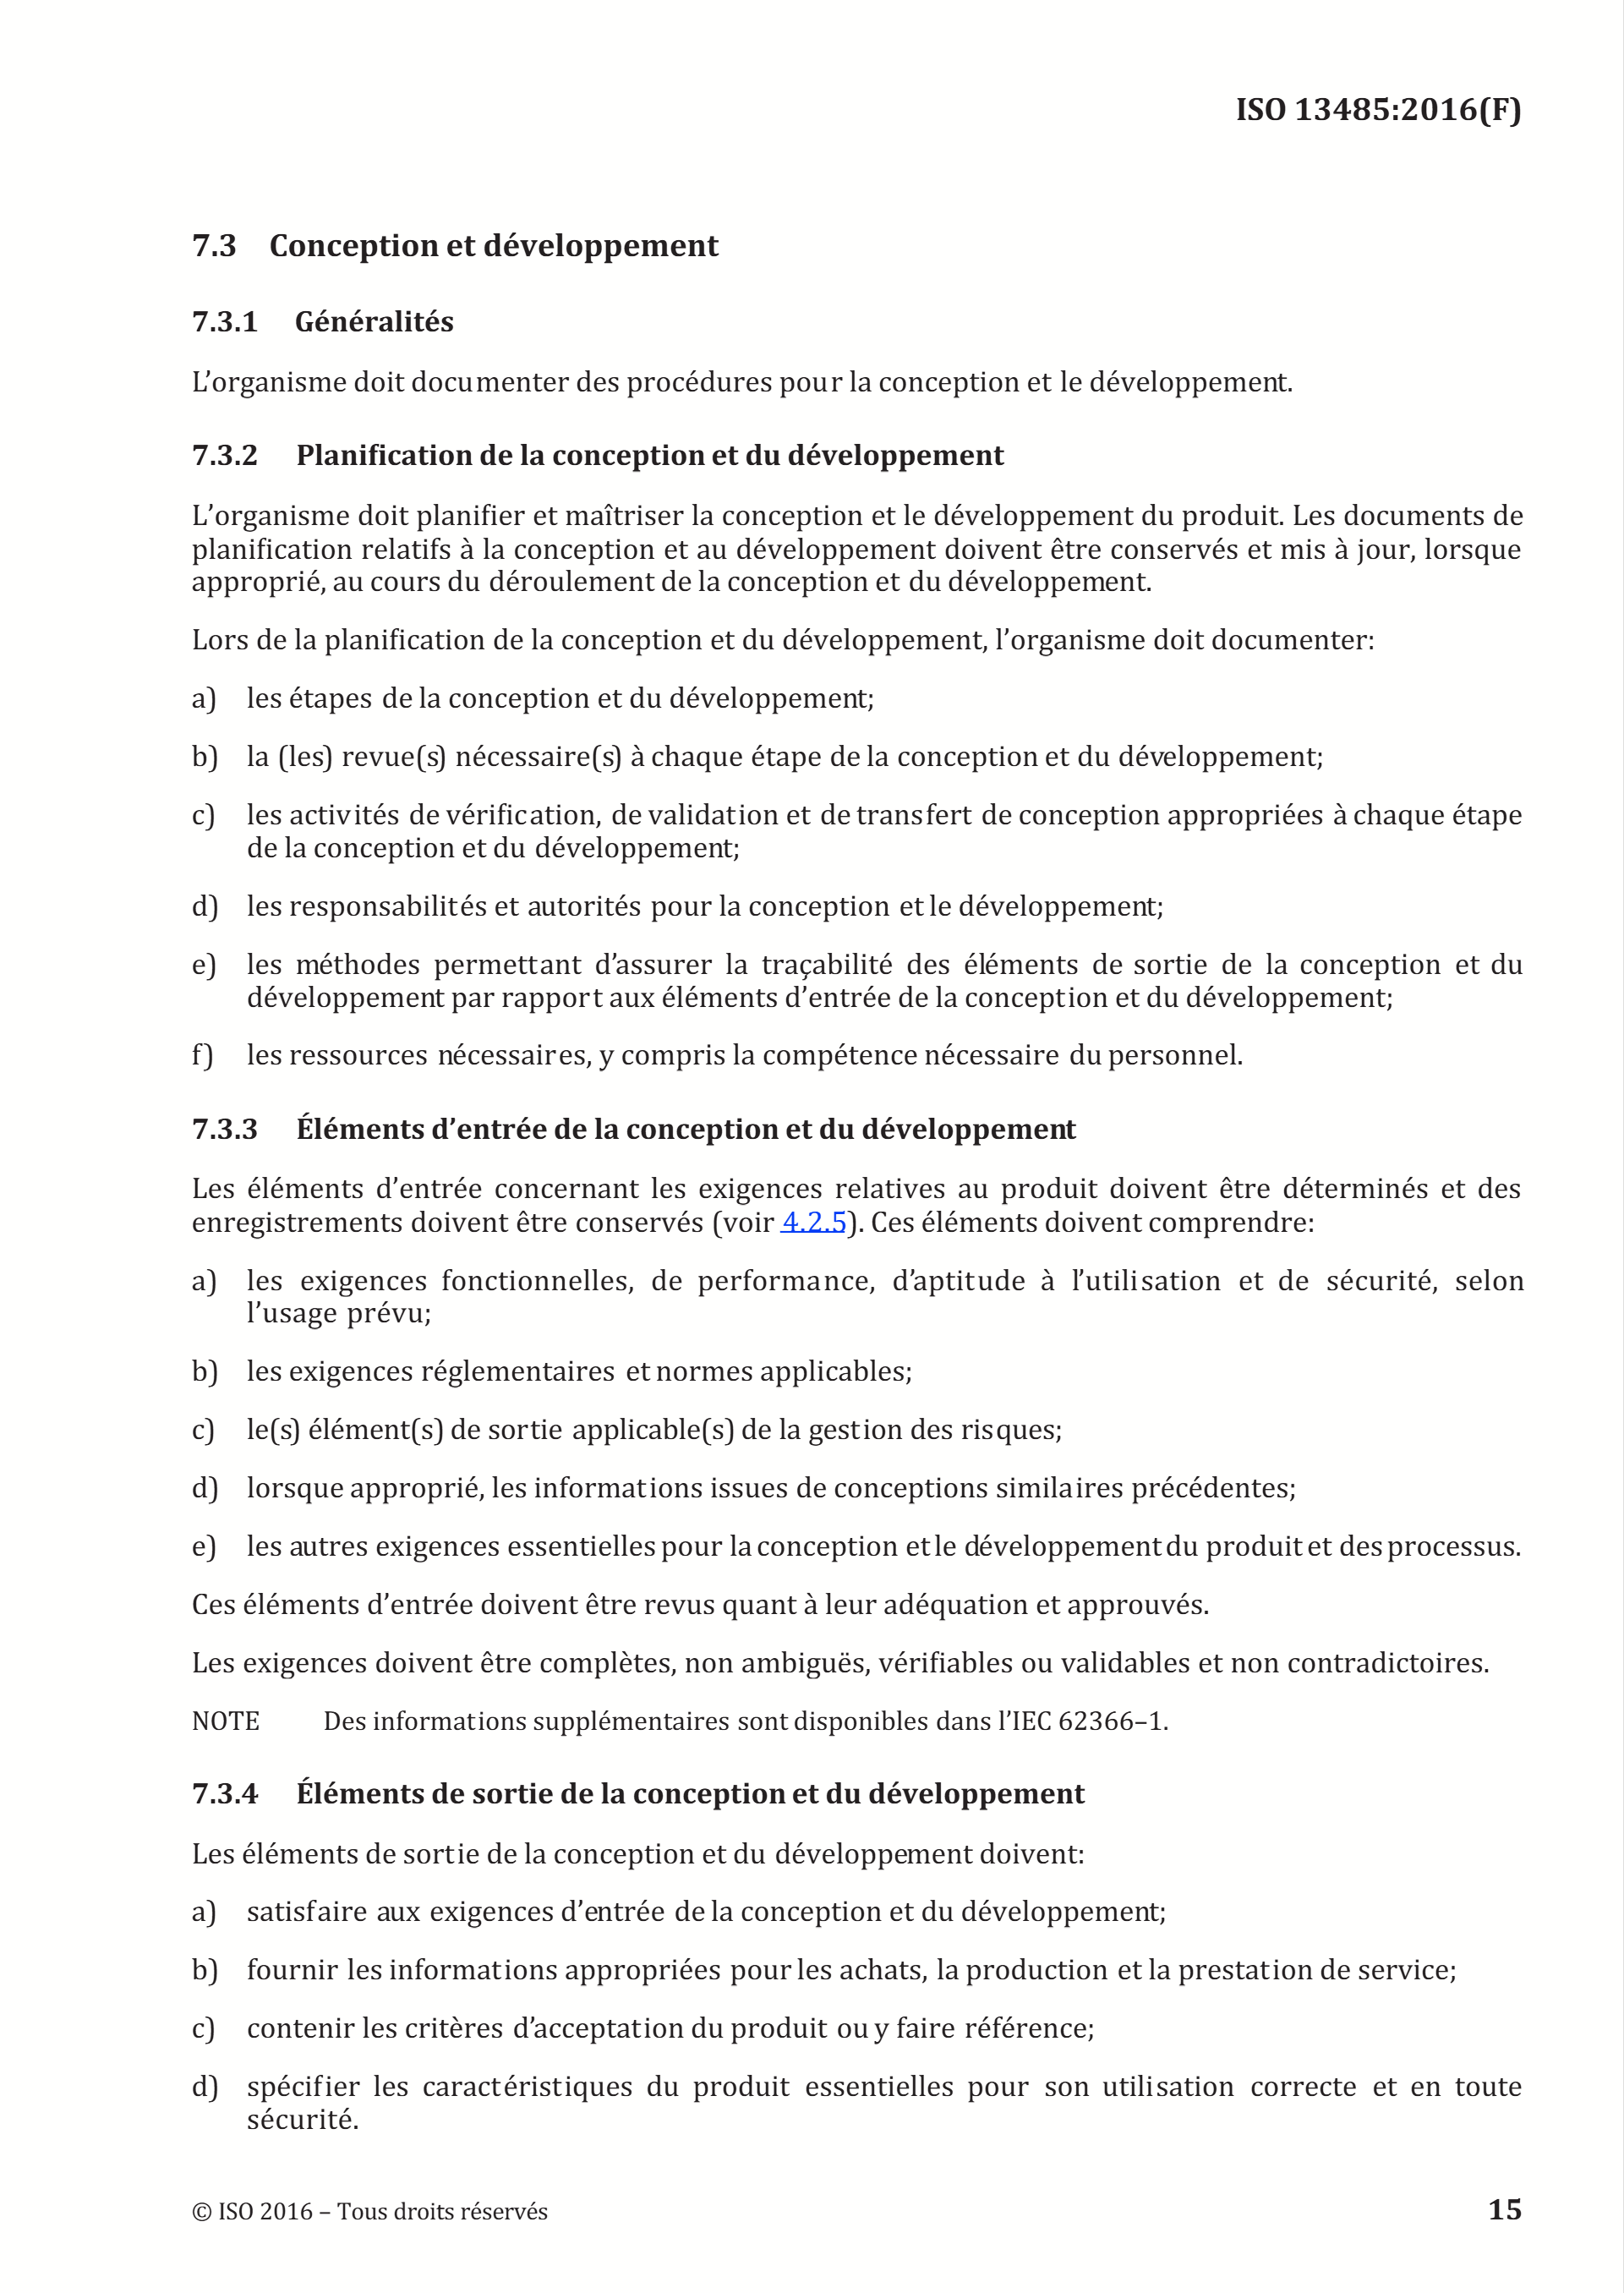 ISO 13485:2016(F)
7.3 Conception et développement
7.3.1 Généralités
L’organisme doit documenter des procédures pour la conception et le développement.
7.3.2 Planification de la conception et du développement
L’organisme doit planifier et maîtriser la conception et le développement du produit. Les documents de
planification relatifs à la conception et au développement doivent être conservés et mis à jour, lorsque
approprié, au cours du déroulement de la conception et du développement.
Lors de la planification de la conception et du développement, l’organisme doit documenter:
a) les étapes de la conception et du développement;
b) la (les) revue(s) nécessaire(s) à chaque étape de la conception et du développement;
c) les activités de vérification, de validation et de transfert de conception appropriées à chaque étape
de la conception et du développement;
d) les responsabilités et autorités pour la conception et le développement;
e) les méthodes permettant d’assurer la traçabilité des éléments de sortie de la conception et du
développement par rapport aux éléments d’entrée de la conception et du développement;
f) les ressources nécessaires, y compris la compétence nécessaire du personnel.
7.3.3 Éléments d’entrée de la conception et du développement
Les éléments d’entrée concernant les exigences relatives au produit doivent être déterminés et des
enregistrements doivent être conservés (voir 4.2.5). Ces éléments doivent comprendre:
a) les exigences fonctionnelles, de performance, d’aptitude à l’utilisation et de sécurité, selon
l’usage prévu;
b) les exigences réglementaires et normes applicables;
c) le(s) élément(s) de sortie applicable(s) de la gestion des risques;
d) lorsque approprié, les informations issues de conceptions similaires précédentes;
e) les autres exigences essentielles pour la conception et le développement du produit et des processus.
Ces éléments d’entrée doivent être revus quant à leur adéquation et approuvés.
Les exigences doivent être complètes, non ambiguës, vérifiables ou validables et non contradictoires.
NOTE Des informations supplémentaires sont disponibles dans l’IEC 62366–1.
7.3.4 Éléments de sortie de la conception et du développement
Les éléments de sortie de la conception et du développement doivent:
a) satisfaire aux exigences d’entrée de la conception et du développement;
b) fournir les informations appropriées pour les achats, la production et la prestation de service;
c) contenir les critères d’acceptation du produit ou y faire référence;
d) spécifier les caractéristiques du produit essentielles pour son utilisation correcte et en toute
sécurité.
© ISO 2016 – Tous droits réservés 15